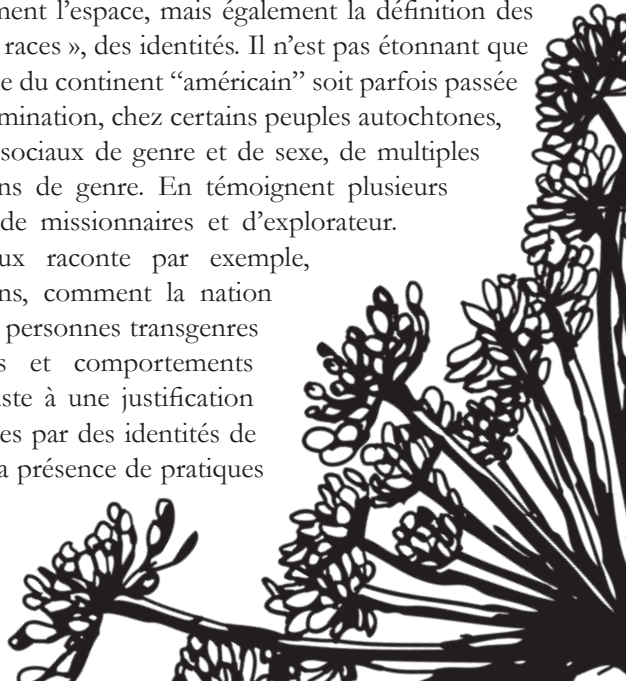 ment l’espace, mais également la définition des
races », des identités. Il n’est pas étonnant que
e du continent “américain” soit parfois passée
mination, chez certains peuples autochtones,
sociaux de genre et de sexe, de multiples
ns de genre. En témoignent plusieurs
de missionnaires et d’explorateur.
ux raconte par exemple,
ns, comment la nation
personnes transgenres
s et comportements
iste à une justification
es par des identités de
a présence de pratiques